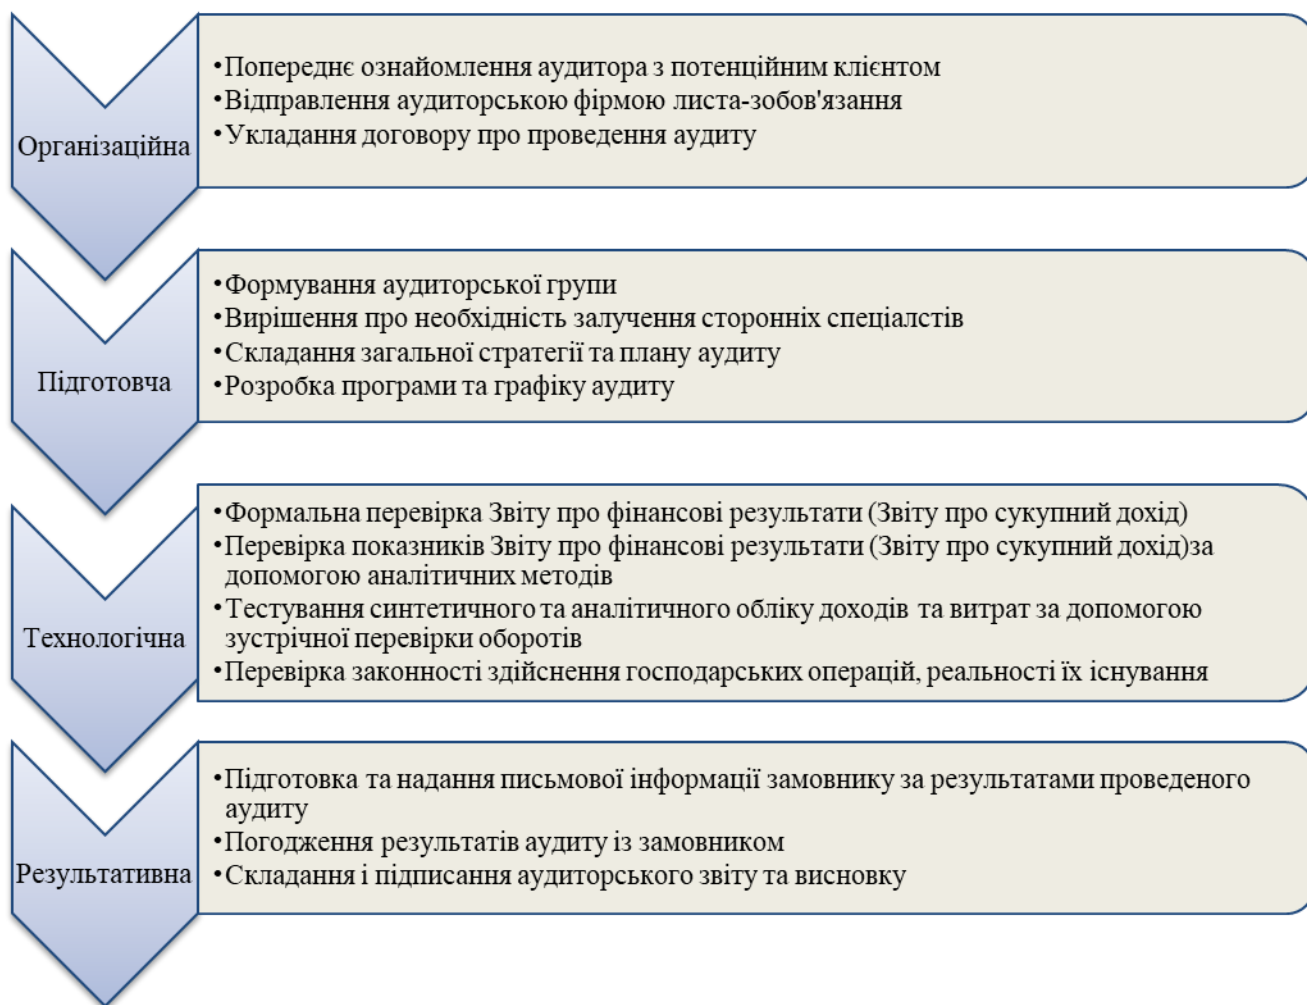 Організаційна
•Попереднє ознайомлення аудитора з потенційним клієнтом
•Відправлення аудиторською фірмою листа-зобов'язання
•Укладання договору про проведення аудиту
Підготовча
•Формування аудиторської групи
•Вирішення про необхідність залучення сторонніх спеціалстів
•Складання загальної стратегії та плану аудиту
•Розробка програми та графіку аудиту
Технологічна
•Формальна перевірка Звіту про фінансові результати (Звіту про сукупний дохід)
•Перевірка показників Звіту про фінансові результати (Звіту про сукупний дохід)за
допомогою аналітичних методів
•Тестування синтетичного та аналітичного обліку доходів та витрат за допомогою
зустрічної перевірки оборотів
•Перевірка законності здійснення господарських операцій, реальності їх існування
Результативна
•Підготовка та надання письмової інформації замовнику за результатами проведеного
аудиту
•Погодження результатів аудиту із замовником
•Складання і підписання аудиторського звіту та висновку